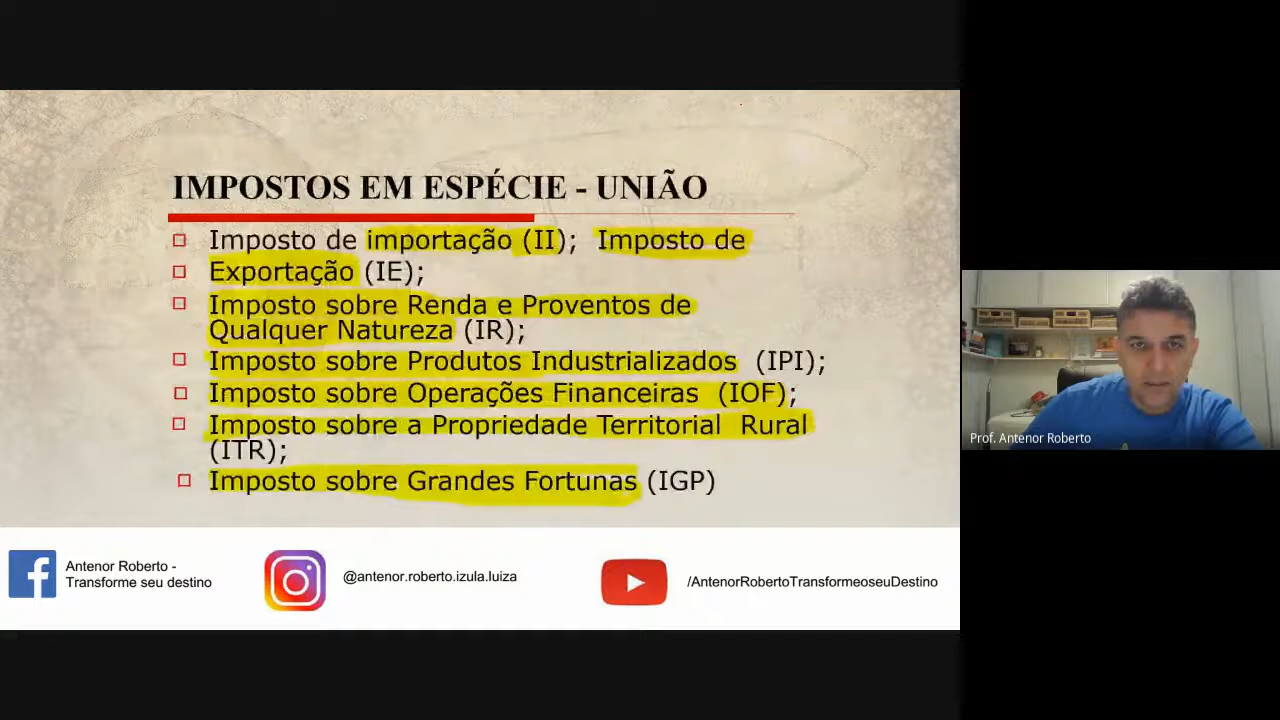 IMPOSTOS EM ESPÉCIE - UNIÃO
Imposto de importação (II); Imposto de
Exportação (IE);
Imposto sobre Renda e Proventos de
Qualquer Natureza (IR);
Imposto sobre Produtos Industrializados (IPI);
Imposto sobre Operações Financeiras (IOF);
Imposto sobre a Propriedade Territorial Rural
(ITR);
Imposto sobre Grandes Fortunas (IGP)
Prof. Antenor Roberto
Antenor Roberto -
Transforme seu destino
@antenor.roberto.izula.luiza
/AntenorRobertoTransformeoseuDestino